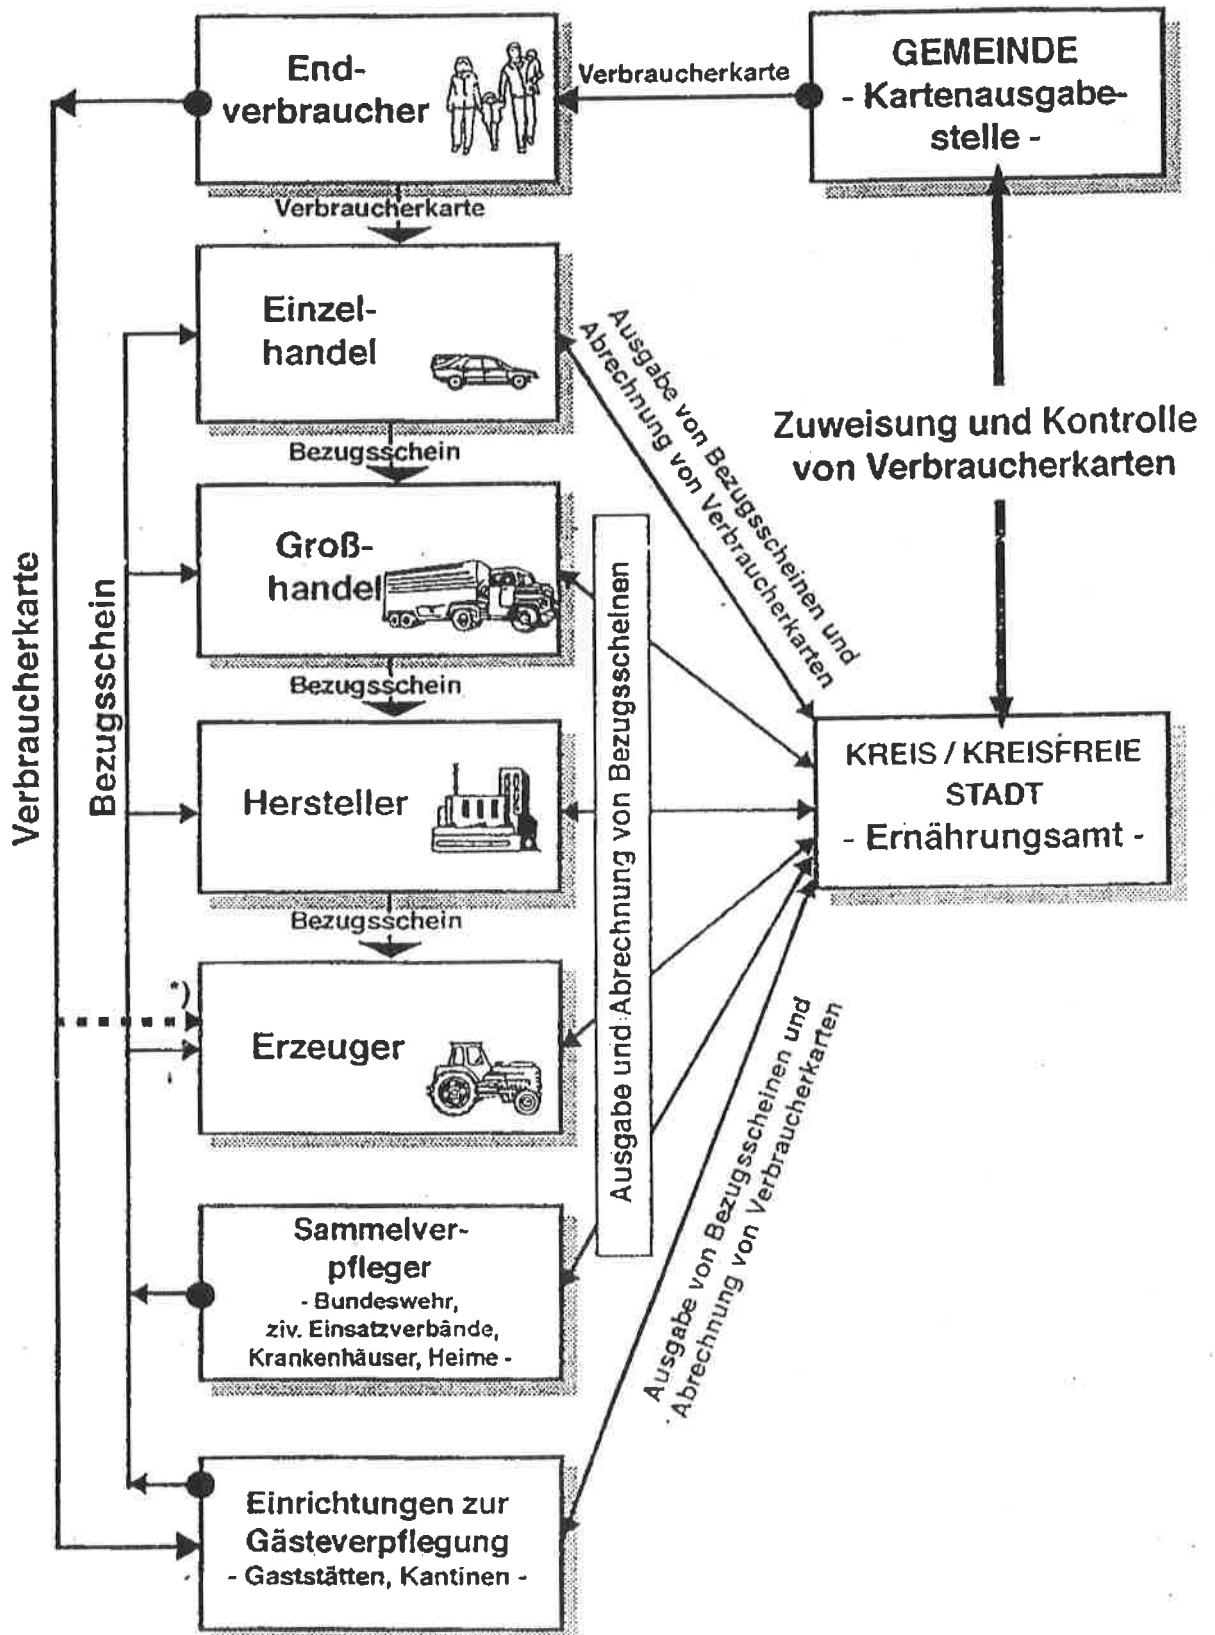 End-
verbraucher
Verbraucherkarte
GEMEINDE
- Kartenausgabe-
stelle -
Verbraucherkarte
Einzel-
handel
Ausgabe von Bezugsscheinen und
Abrechnung von Verbraucherkarten
Zuweisung und Kontrolle
von Verbraucherkarten
Bezugsschein
Groß-
handel
Verbraucherkarte
Bezugsschein
Ausgabe und Abrechnung von Bezugsscheinen
Bezugsschein
Hersteller
KREIS / KREISFREIE
STADT
- Ernährungsamt -
Bezugsschein
*)
Erzeuger
Ausgabe von Bezugsscheinen und
Abrechnung von Verbraucherkarten
Sammelver-
pfleger
- Bundeswehr,
ziv. Einsatzverbände,
Krankenhäuser, Heime -
Einrichtungen zur
Gästeverpflegung
- Gaststätten, Kantinen -